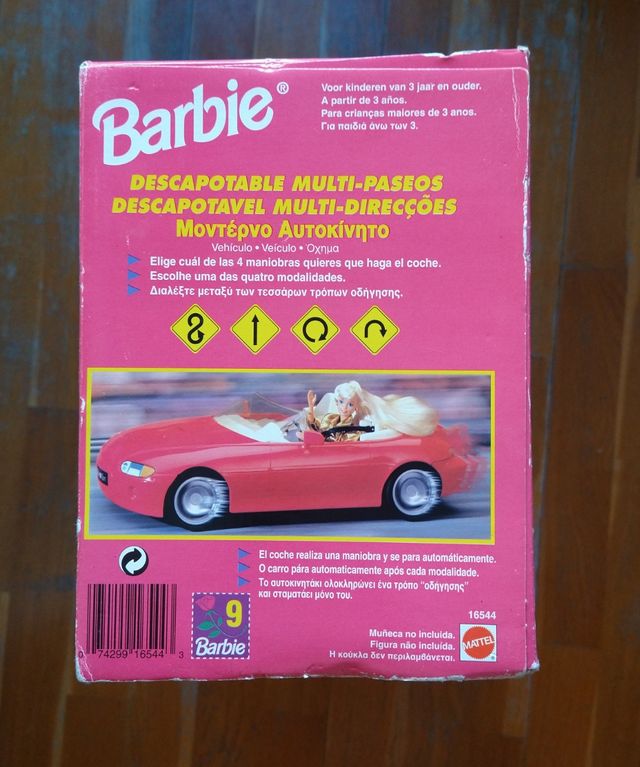 Barbie®
Voor kinderen van 3 jaar en ouder.
A partir de 3 años.
Para crianças maiores de 3 anos.
Για παιδιά άνω των 3.
DESCAPOTABLE MULTI-PASEOS
DESCAPOTAVEL MULTI-DIRECÇÕES
ΜΟΝΤΈΡΝΟ ΑΥΤΟΚΊΝΗΤΟ
Vehículo • Veículo • Όχημα
Elige cuál de las 4 maniobras quieres que haga el coche.
Escolhe uma das quatro modalidades.
Διαλέξτε μεταξύ των τεσσάρων τρόπων οδήγησης.
El coche realiza una maniobra y se para automáticamente.
O carro pára automaticamente após cada modalidade.
Το αυτοκινητάκι ολοκληρώνει ένα τρόπο "οδήγησης"
και σταματάει μόνο του.
16544
Muñeca no incluída.
Figura não incluída.
Η κούκλα δεν περιλαμβάνεται.
MATTEL
9
Barbie
0 74299 16544 3